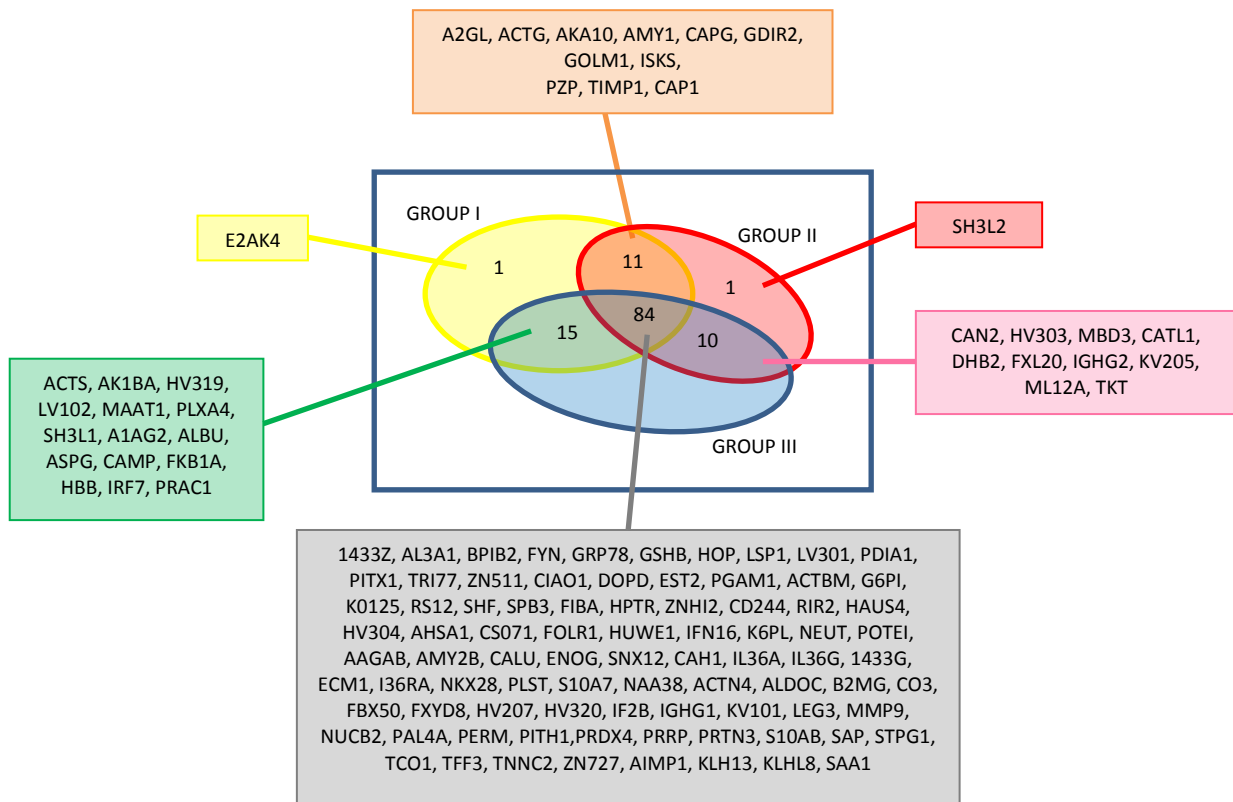 A2GL, ACTG, AKA10, AMY1, CAPG, GDIR2,
GOLM1, ISKS,
PZP, TIMP1, CAP1
GROUP I
GROUP II
E2AK4
SH3L2
1
11
1
84
15
10
CAN2, HV303, MBD3, CATL1,
DHB2, FXL20, IGHG2, KV205,
ML12A, TKT
ACTS, AK1BA, HV319,
LV102, MAAT1, PLXA4,
SH3L1, A1AG2, ALBU,
ASPG, CAMP, FKB1A,
HBB, IRF7, PRAC1
GROUP III
1433Z, AL3A1, BPIB2, FYN, GRP78, GSHB, HOP, LSP1, LV301, PDIA1,
PITX1, TRI77, ZN511, CIAO1, DOPD, EST2, PGAM1, ACTBM, G6PI,
K0125, RS12, SHF, SPB3, FIBA, HPTR, ZNHI2, CD244, RIR2, HAUS4,
HV304, AHSA1, CS071, FOLR1, HUWE1, IFN16, K6PL, NEUT, POTEI,
AAGAB, AMY2B, CALU, ENOG, SNX12, CAH1, IL36A, IL36G, 1433G,
ECM1, I36RA, NKX28, PLST, S10A7, NAA38, ACTN4, ALDOC, B2MG, CO3,
FBX50, FXYD8, HV207, HV320, IF2B, IGHG1, KV101, LEG3, MMP9,
NUCB2, PAL4A, PERM, PITH1,PRDX4, PRRP, PRTN3, S10AB, SAP, STPG1,
TCO1, TFF3, TNNC2, ZN727, AIMP1, KLH13, KLHL8, SAA1